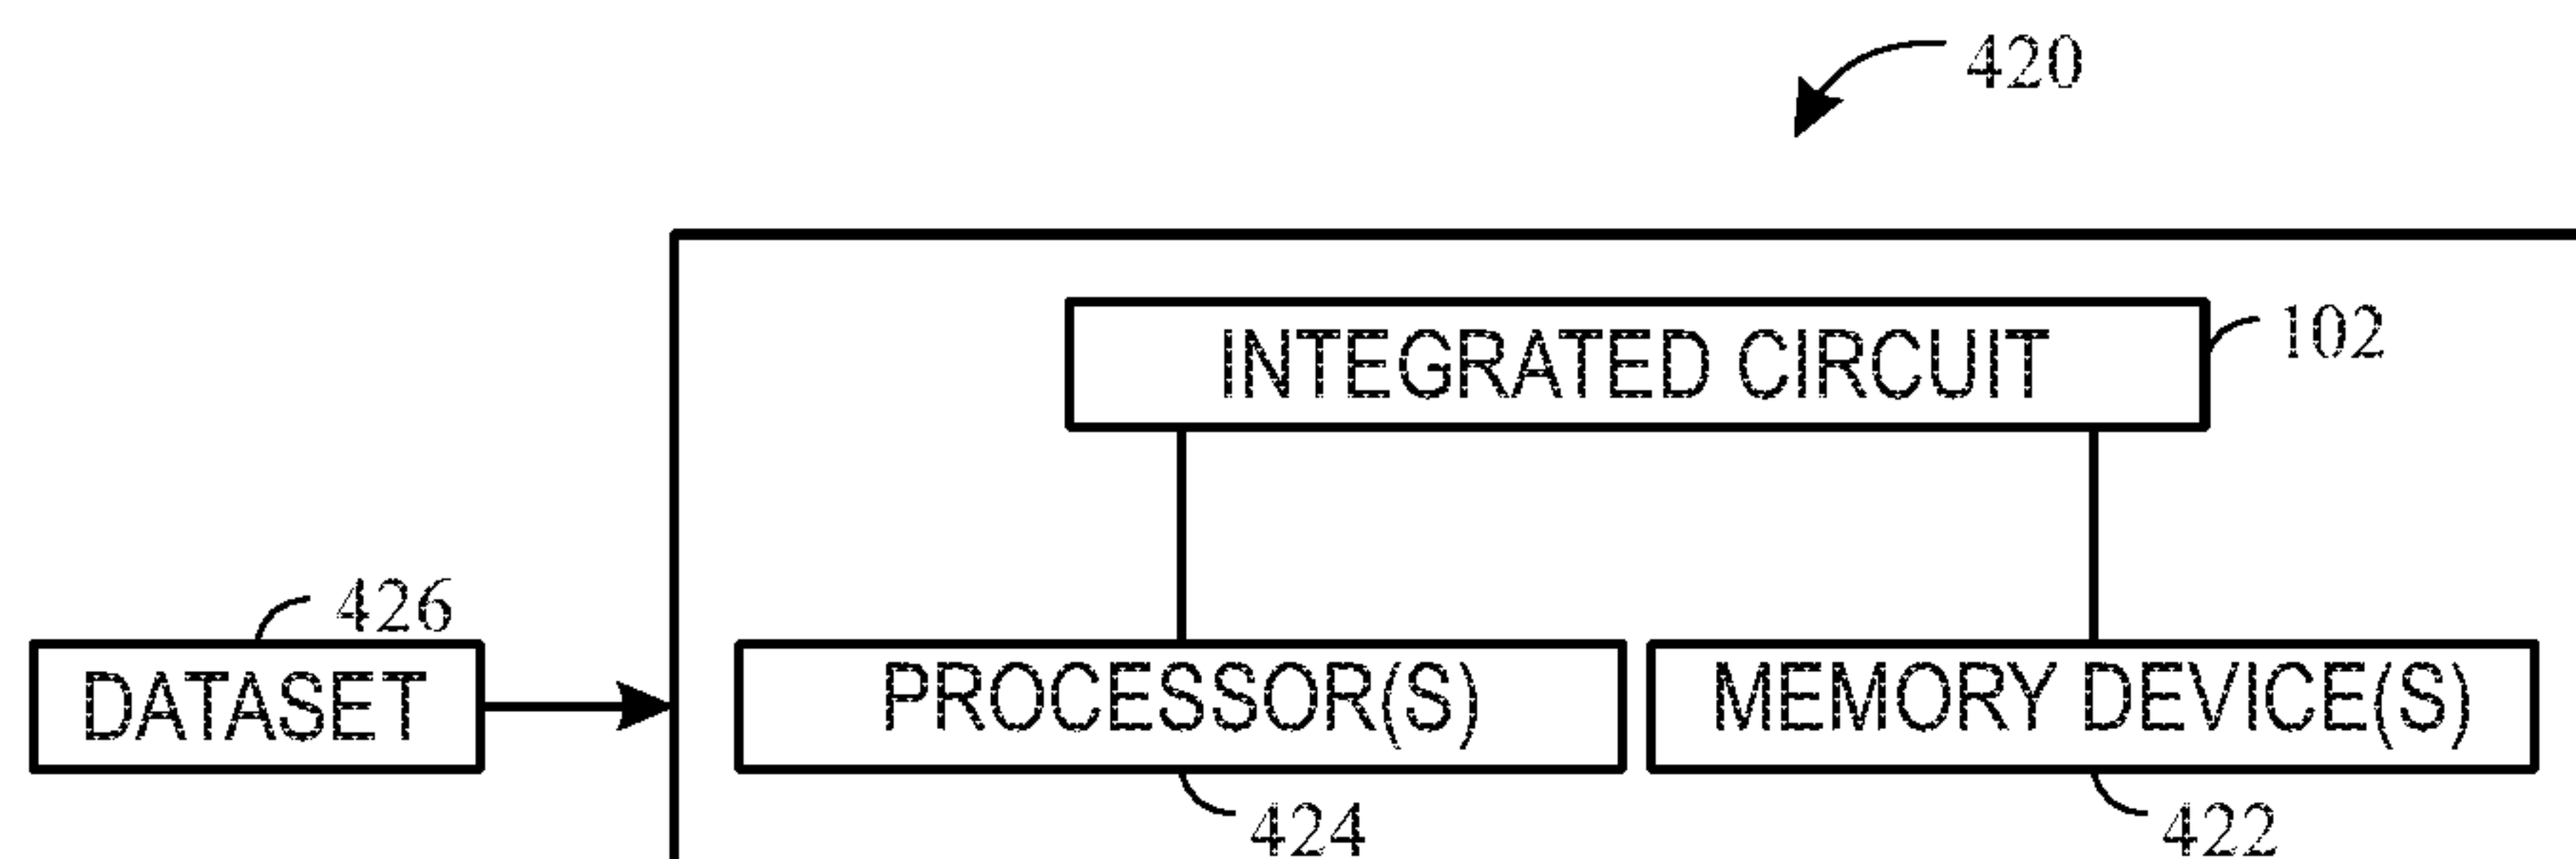 420
INTEGRATED CIRCUIT
102
426
DATASET
PROCESSOR(S)
MEMORY DEVICE(S)
424
422